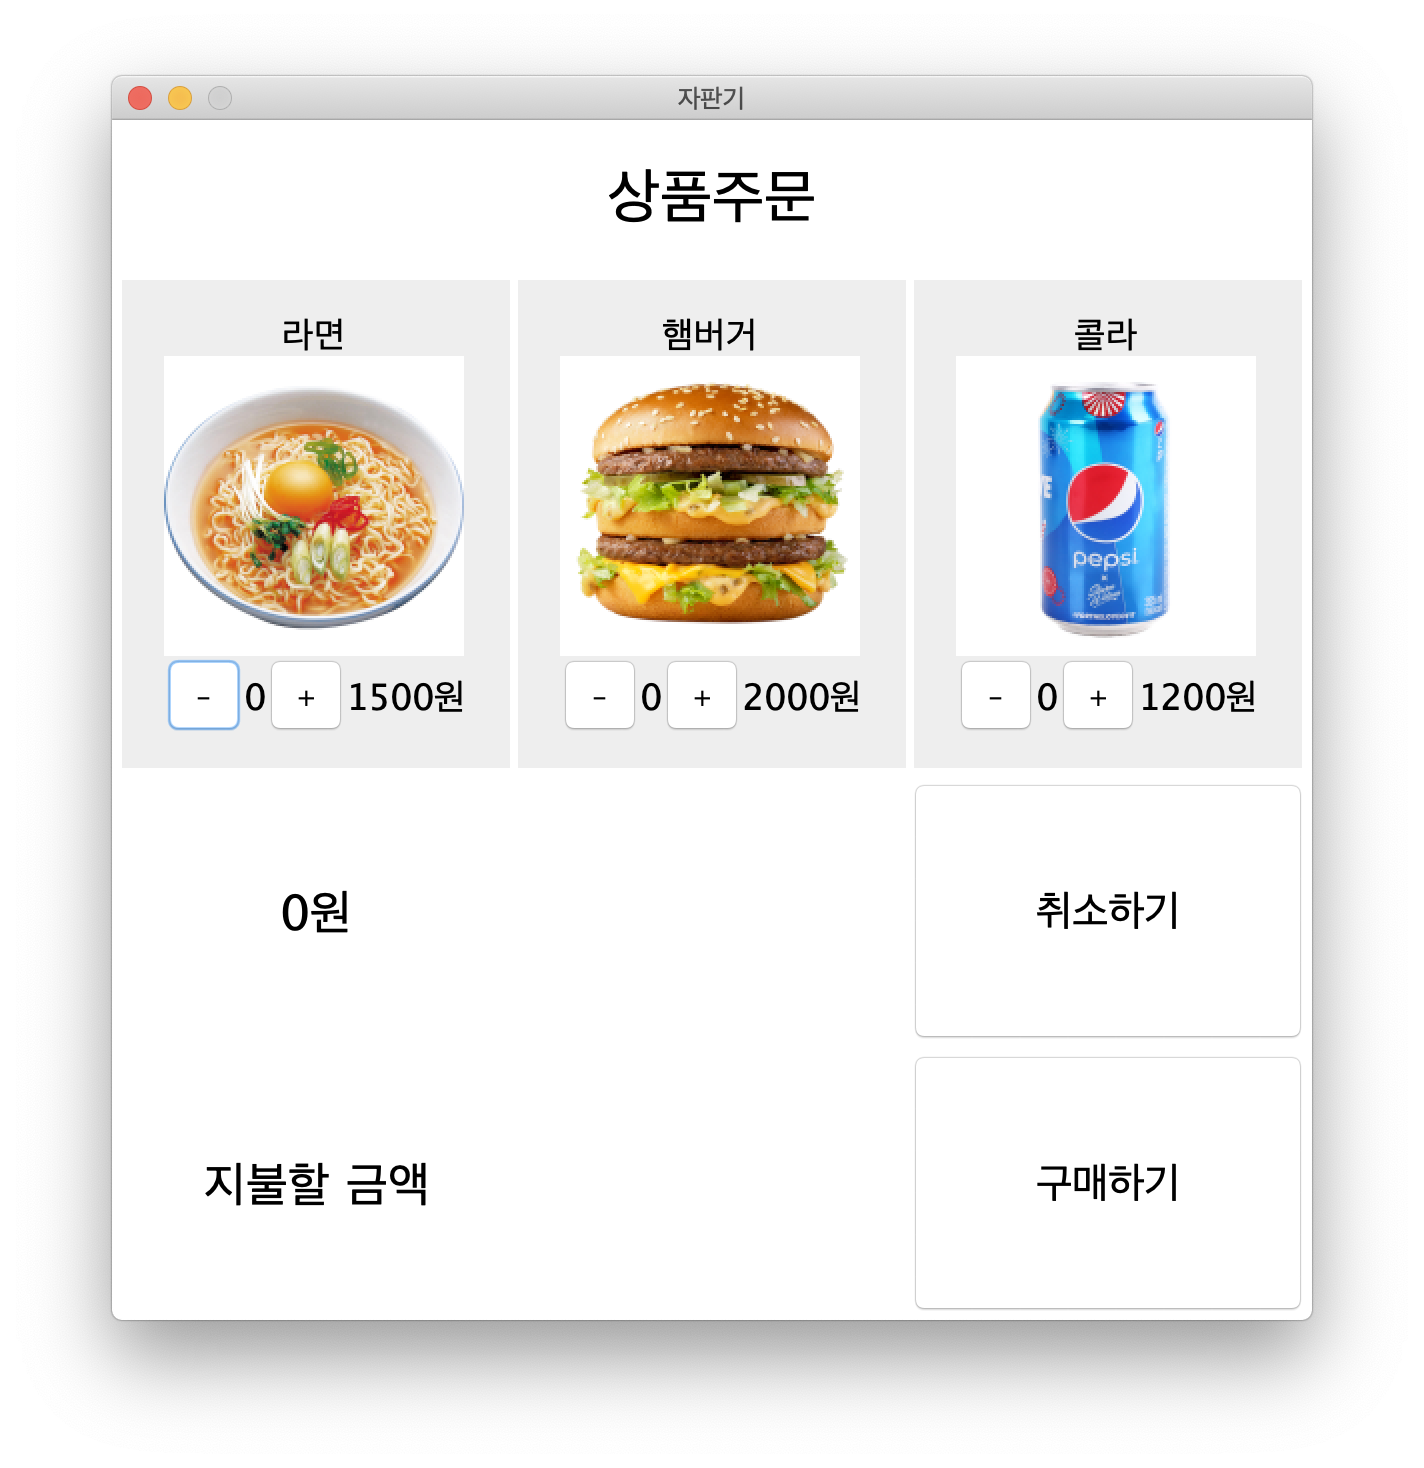 자판기
상품주문
라면
햄버거
콜라
pepsi
- 0 + 1500원
- 0 + 2000원
- 0 + 1200원
0원
취소하기
지불할 금액
구매하기